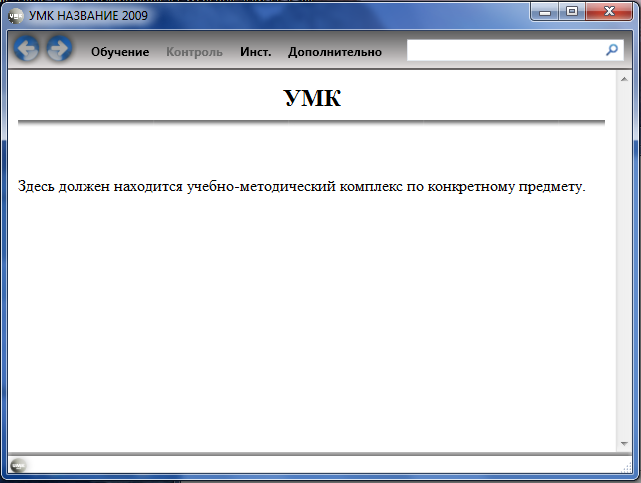 УМК НАЗВАНИЕ 2009
Обучение Контроль Инст. Дополнительно
УМК
Здесь должен находится учебно-методический комплекс по конкретному предмету.